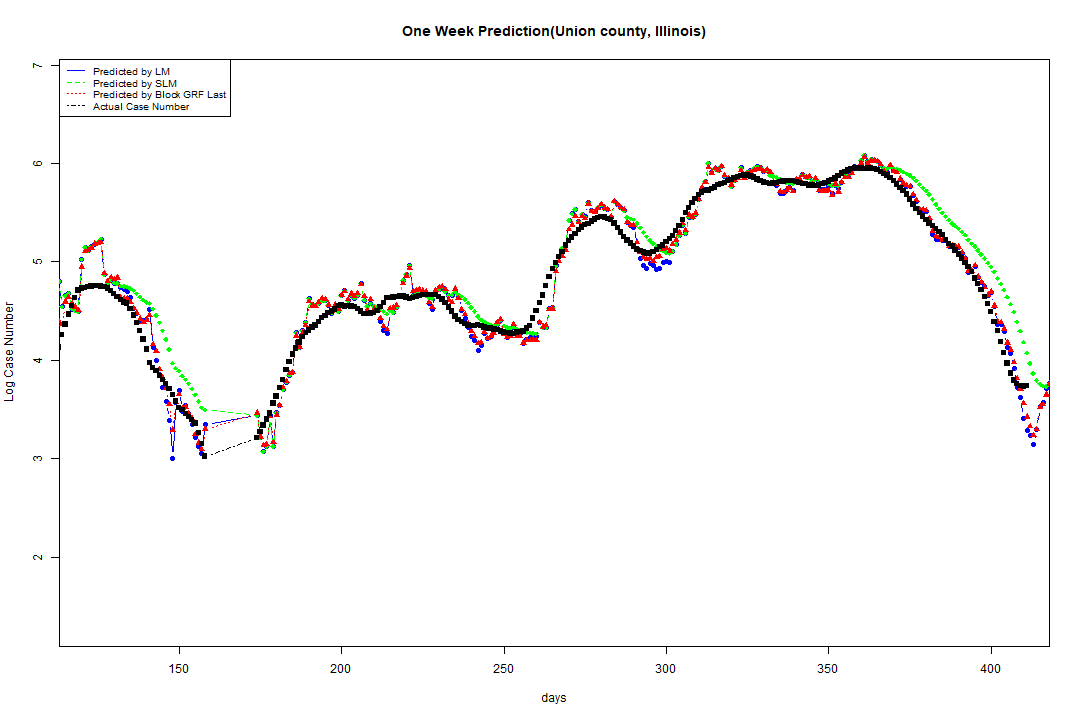 One Week Prediction(Union county, Illinois)
7
Predicted by LM
Predicted by SLM
Predicted by Block GRF Last
Actual Case Number
6
5
4
3
2
Log Case Number
150 200 250 300 350 400
days